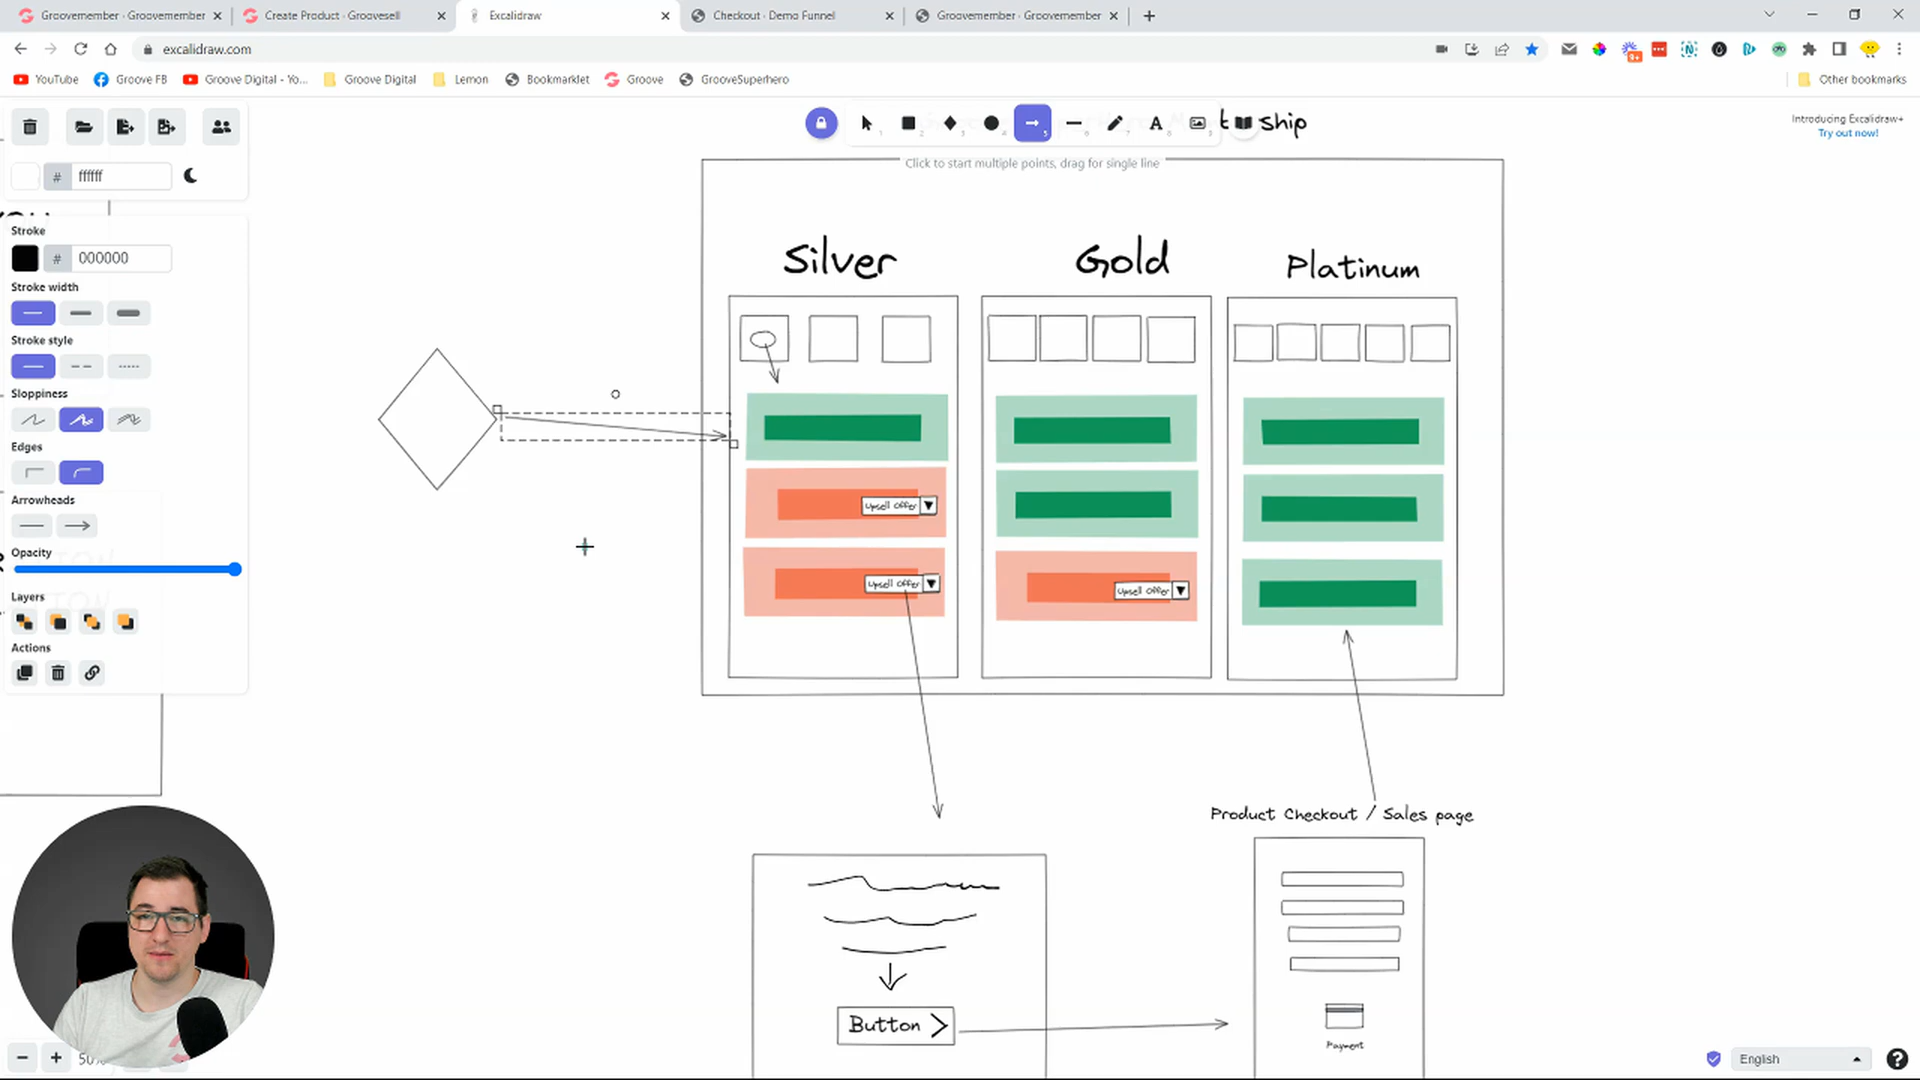 Groovemember - Groovemember
Create Product - Groovesell
Excalidraw
Checkout - Demo Funnel
Groovemember - Groovemember
excalidraw.com
9+
YouTube
Groove FB
Groove Digital - Yo...
Groove Digital
Lemon
Bookmarklet
Groove
GrooveSuperhero
Other bookmarks
# ffffff
ship
Introducing Excalidraw+
Try out now!
Click to start multiple points, drag for single line
Stroke
# 000000
Stroke width
Stroke style
Sloppiness
Edges
Arrowheads
Opacity
Layers
Actions
Silver
Gold
Platinum
Upsell Offer
Upsell Offer
Upsell Offer
Product Checkout / Sales page
Button
Payment
English